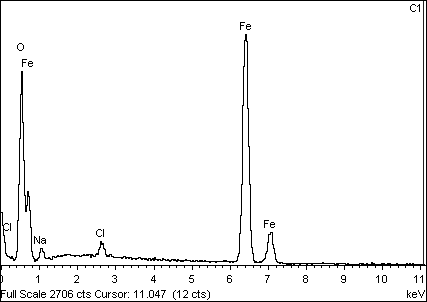 C1
O
Fe
Fe
Cl
Na
Cl
Fe
0 1 2 3 4 5 6 7 8 9 10 11
Full Scale 2706 cts Cursor: 11.047 (12 cts) keV